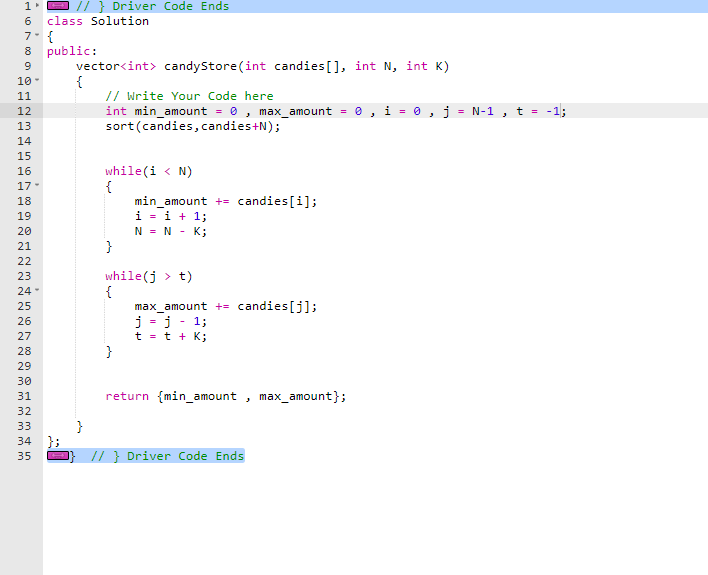 1 // } Driver Code Ends
6 class Solution
7 {
8 public:
9 vector<int> candyStore(int candies[], int N, int K)
10 {
11 // Write Your Code here
12 int min_amount = 0 , max_amount = 0 , i = 0 , j = N-1 , t = -1;
13 sort(candies,candies+N);
14
15
16 while(i < N)
17 {
18 min_amount += candies[i];
19 i = i + 1;
20 N = N - K;
21 }
22
23 while(j > t)
24 {
25 max_amount += candies[j];
26 j = j - 1;
27 t = t + K;
28 }
29
30
31 return {min_amount , max_amount};
32
33 }
34 };
35 } // } Driver Code Ends